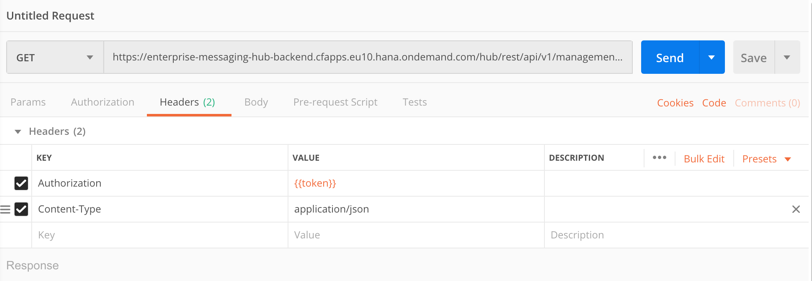 Untitled Request
GET https://enterprise-messaging-hub-backend.cfapps.eu10.hana.ondemand.com/hub/rest/api/v1/managemen... Send Save
Params Authorization Headers (2) Body Pre-request Script Tests Cookies Code Comments (0)
Headers (2)
KEY VALUE DESCRIPTION ••• Bulk Edit Presets
Authorization {{token}}
Content-Type application/json
Key Value Description
Response